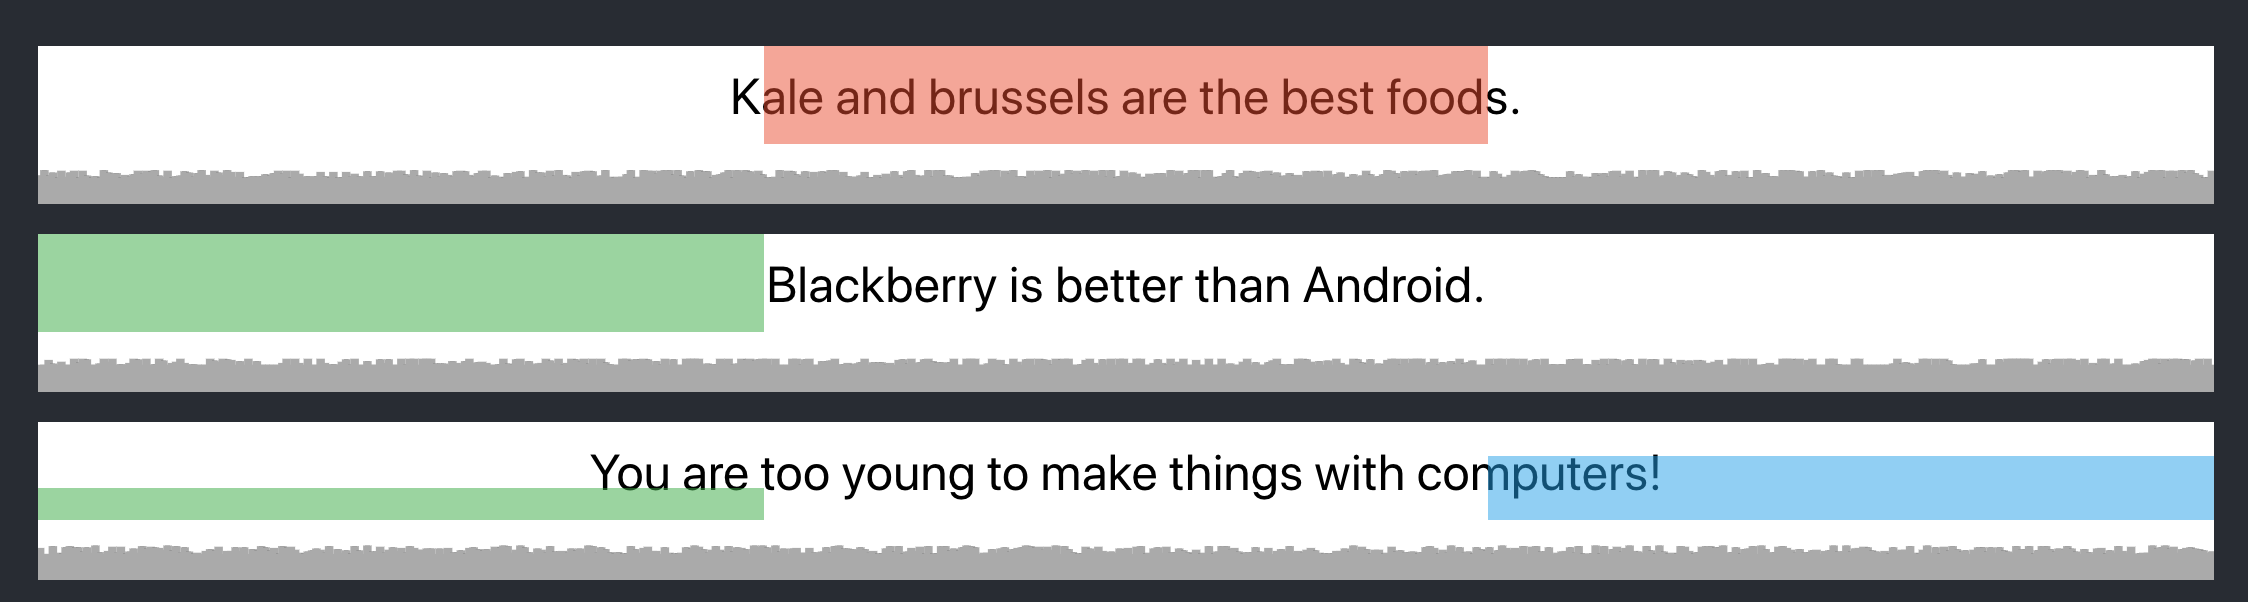 Kale and brussels are the best foods.
Blackberry is better than Android.
You are too young to make things with computers!